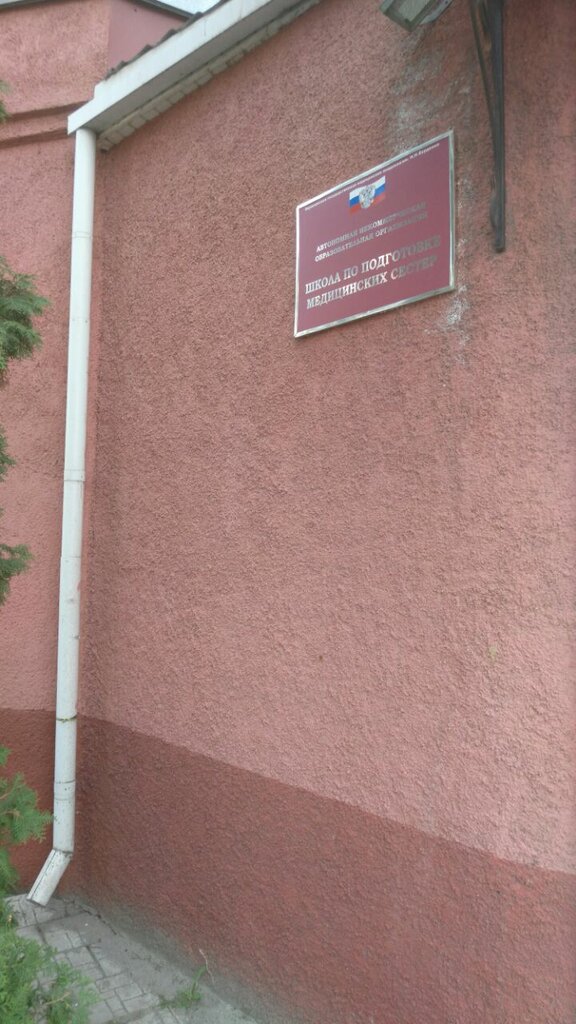 АВТОНОМНАЯ НЕКОММЕРЧЕСКАЯ
ОБРАЗОВАТЕЛЬНАЯ ОРГАНИЗАЦИЯ
ШКОЛА ПО ПОДГОТОВКЕ
МЕДИЦИНСКИХ СЕСТЕР